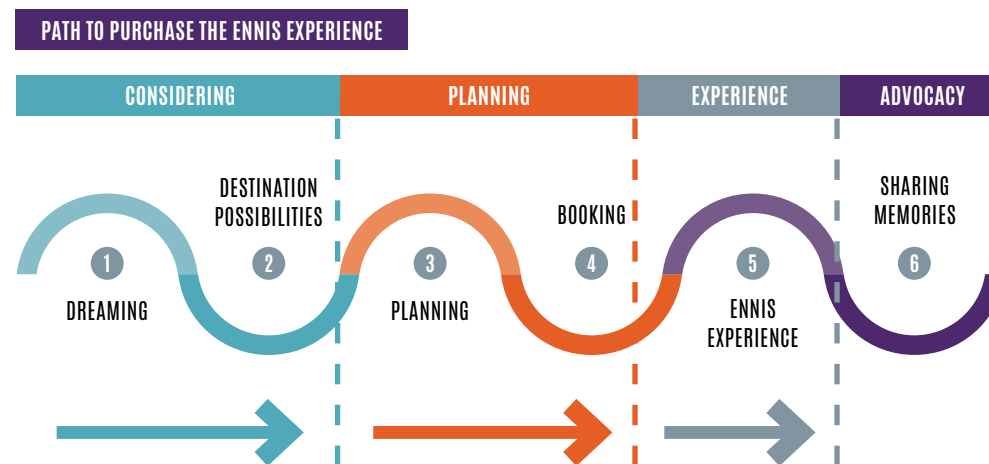 PATH TO PURCHASE THE ENNIS EXPERIENCE
CONSIDERING
PLANNING
EXPERIENCE
ADVOCACY
1
DREAMING
DESTINATION
POSSIBILITIES
2
3
PLANNING
BOOKING
4
5
ENNIS
EXPERIENCE
SHARING
MEMORIES
6